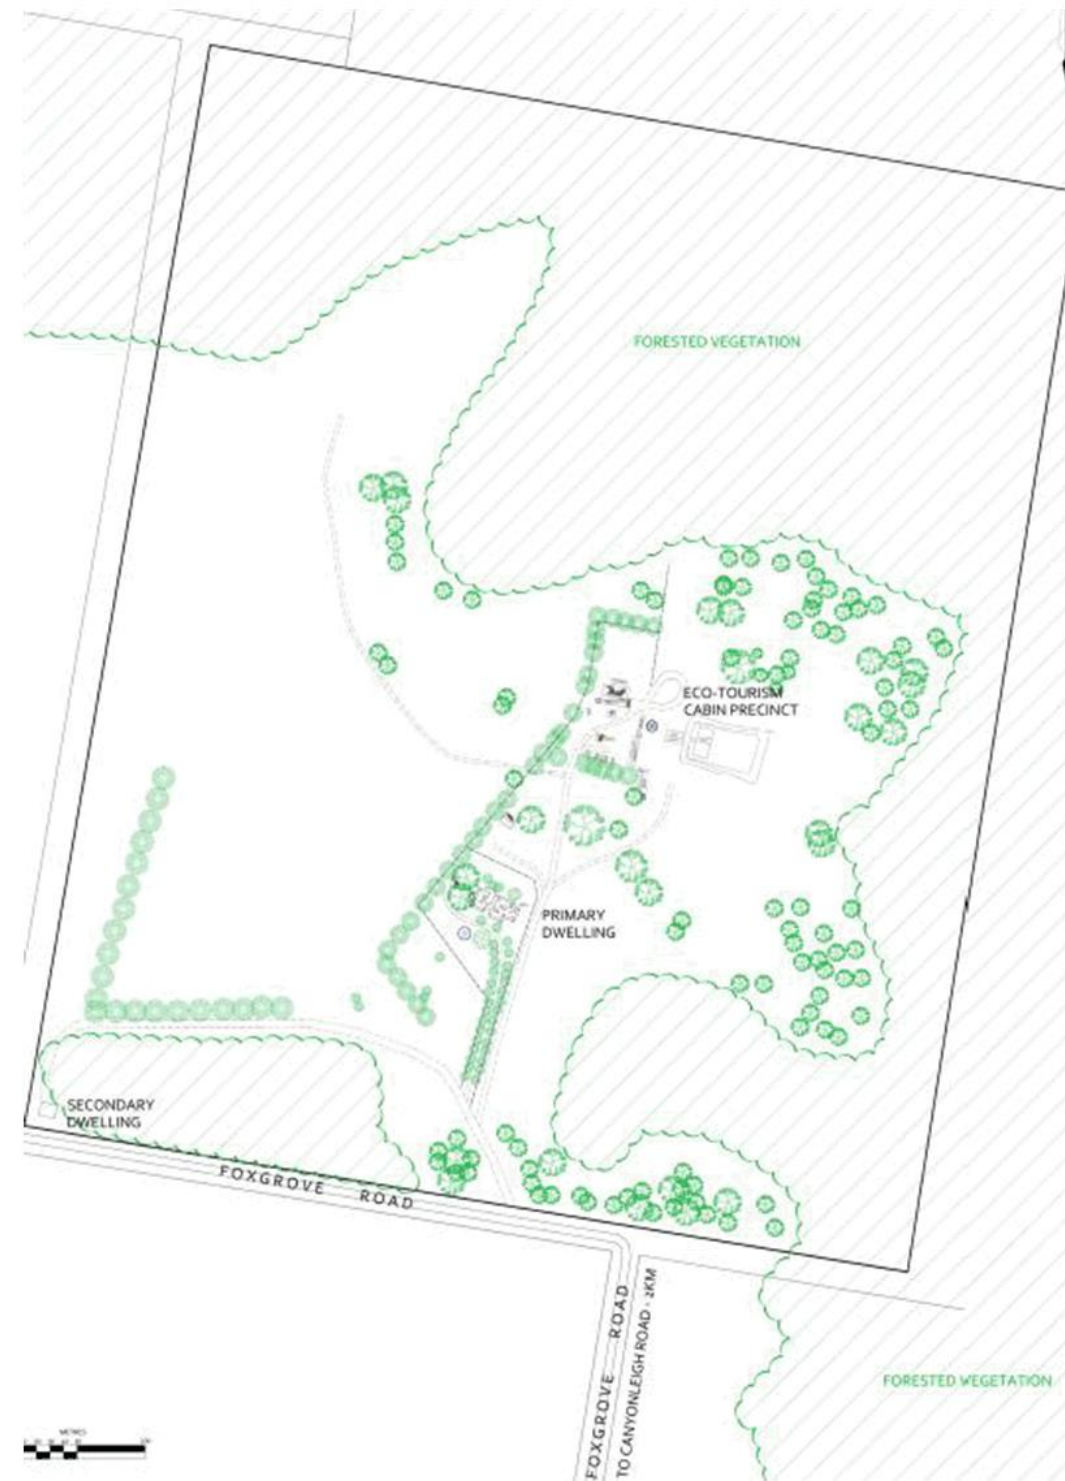 FORESTED VEGETATION
ECO-TOURISM
CABIN PRECINCT
PRIMARY
DWELLING
SECONDARY
DWELLING
FOXGROVE ROAD
FOXGROVE ROAD
TO CANYONLEIGH ROAD - 2KM
FORESTED VEGETATION
METRES